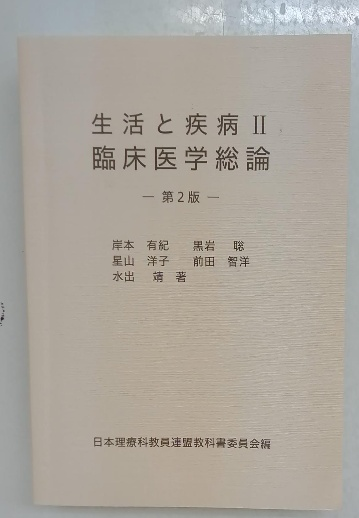 生活と疾病 Ⅱ
臨床医学総論
― 第2版 ―
岸本 有紀 黒岩 聡
星山 洋子 前田 智洋
水出 靖 著
日本理療科教員連盟教科書委員会編